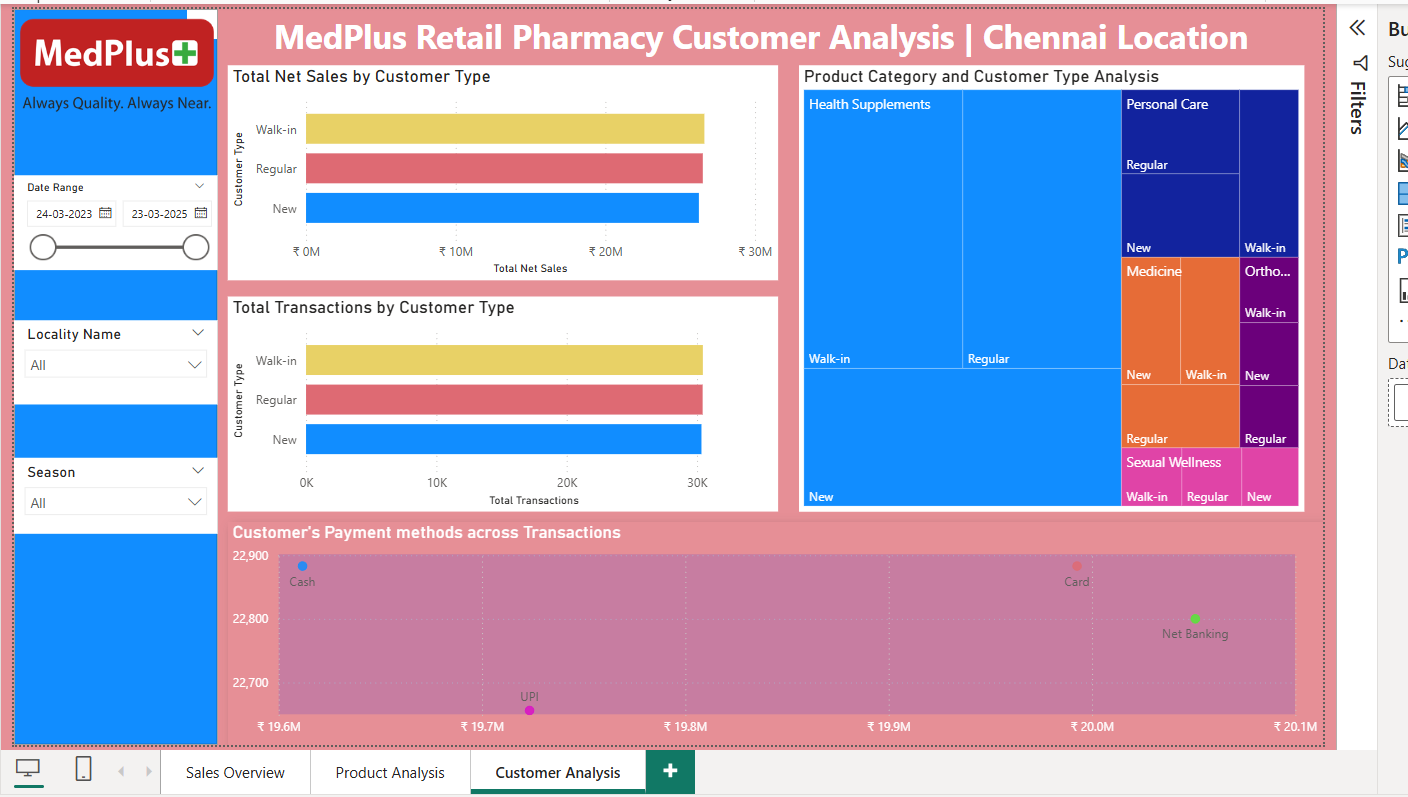 MedPlus
Always Quality. Always Near.
MedPlus Retail Pharmacy Customer Analysis | Chennai Location
Date Range
24-03-2023
23-03-2025
Locality Name
All
Season
All
Total Net Sales by Customer Type
Customer Type
Walk-in
Regular
New
₹ 0M
₹ 10M
₹ 20M
₹ 30M
Total Net Sales
Total Transactions by Customer Type
Customer Type
Walk-in
Regular
New
0K
10K
20K
30K
Total Transactions
Product Category and Customer Type Analysis
Health Supplements
Walk-in
Regular
New
Personal Care
Regular
New
Walk-in
Medicine
New
Walk-in
Regular
Ortho...
Walk-in
New
Regular
Sexual Wellness
Walk-in
Regular
New
Customer's Payment methods across Transactions
22,900
22,800
22,700
Cash
Card
Net Banking
UPI
₹ 19.6M
₹ 19.7M
₹ 19.8M
₹ 19.9M
₹ 20.0M
₹ 20.1M
Filters
Sales Overview
Product Analysis
Customer Analysis